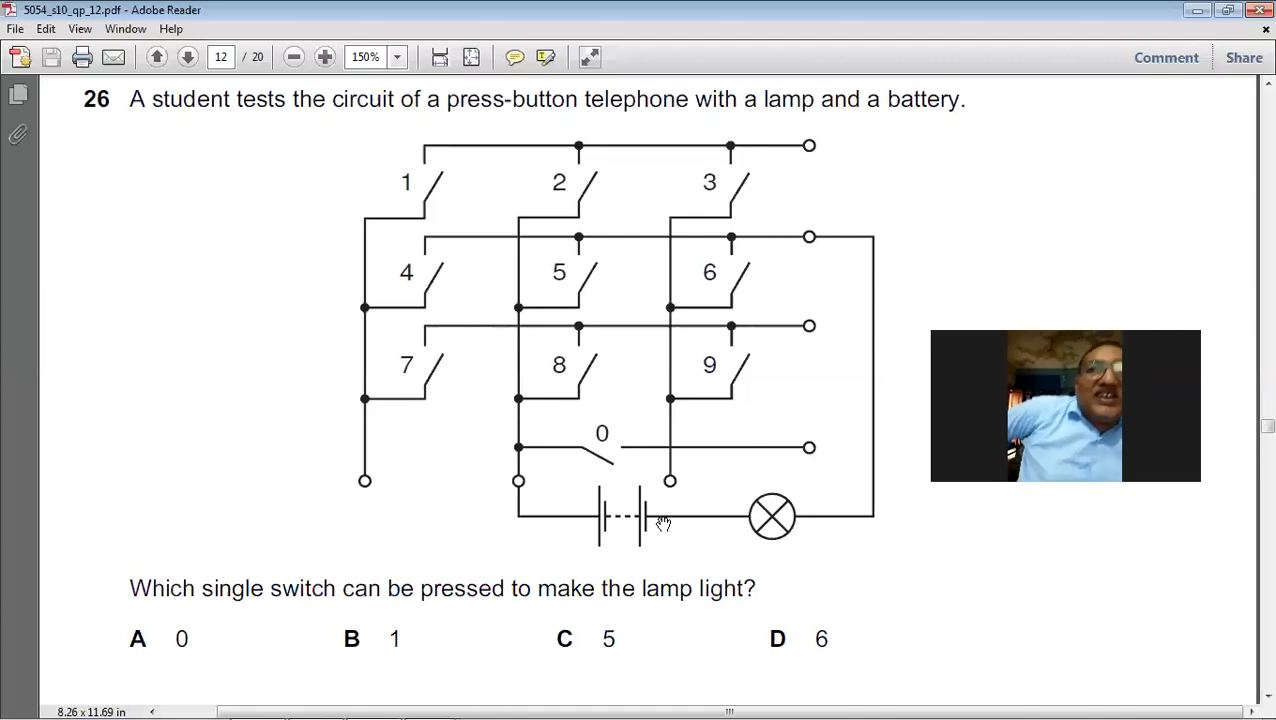 5054_s10_qp_12.pdf - Adobe Reader
File Edit View Window Help
12 / 20 150% Comment Share
26 A student tests the circuit of a press-button telephone with a lamp and a battery.
1 2 3
4 5 6
7 8 9
0
Which single switch can be pressed to make the lamp light?
A 0 B 1 C 5 D 6
8.26 x 11.69 in